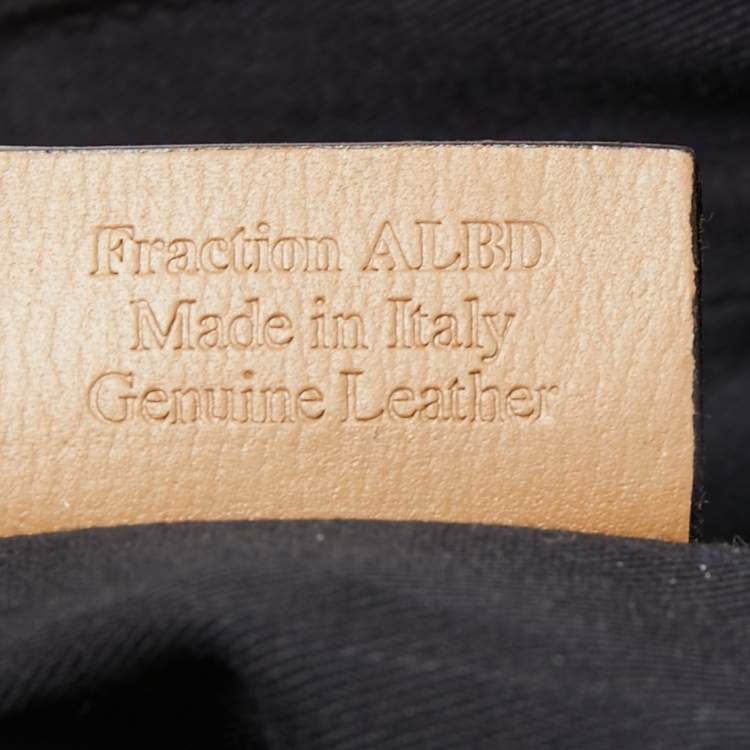 Fraction ALBD
Made in Italy
Genuine Leather